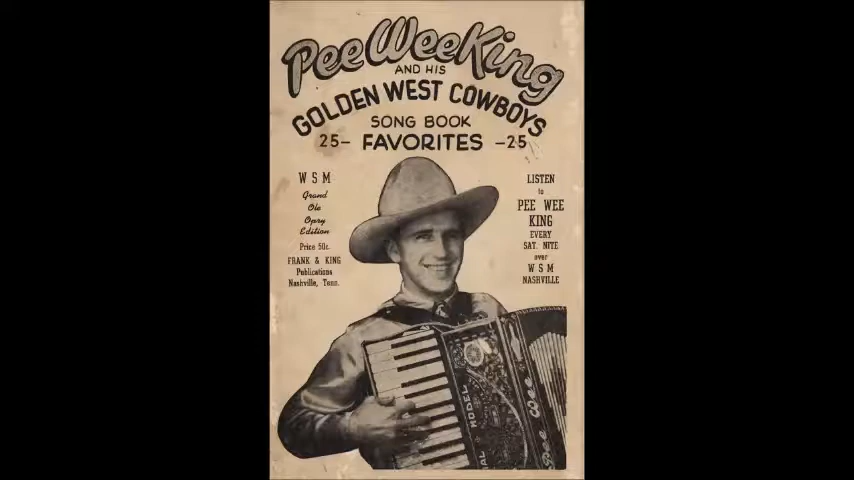 Pee Wee King
AND HIS
GOLDEN WEST COWBOYS
SONG BOOK
25- FAVORITES -25
W S M
Grand
Ole
Opry
Edition
Price 50c.
FRANK & KING
Publications
Nashville, Tenn.
LISTEN
to
PEE WEE
KING
EVERY
SAT. NITE
over
W S M
NASHVILLE
MODEL
Pee Wee